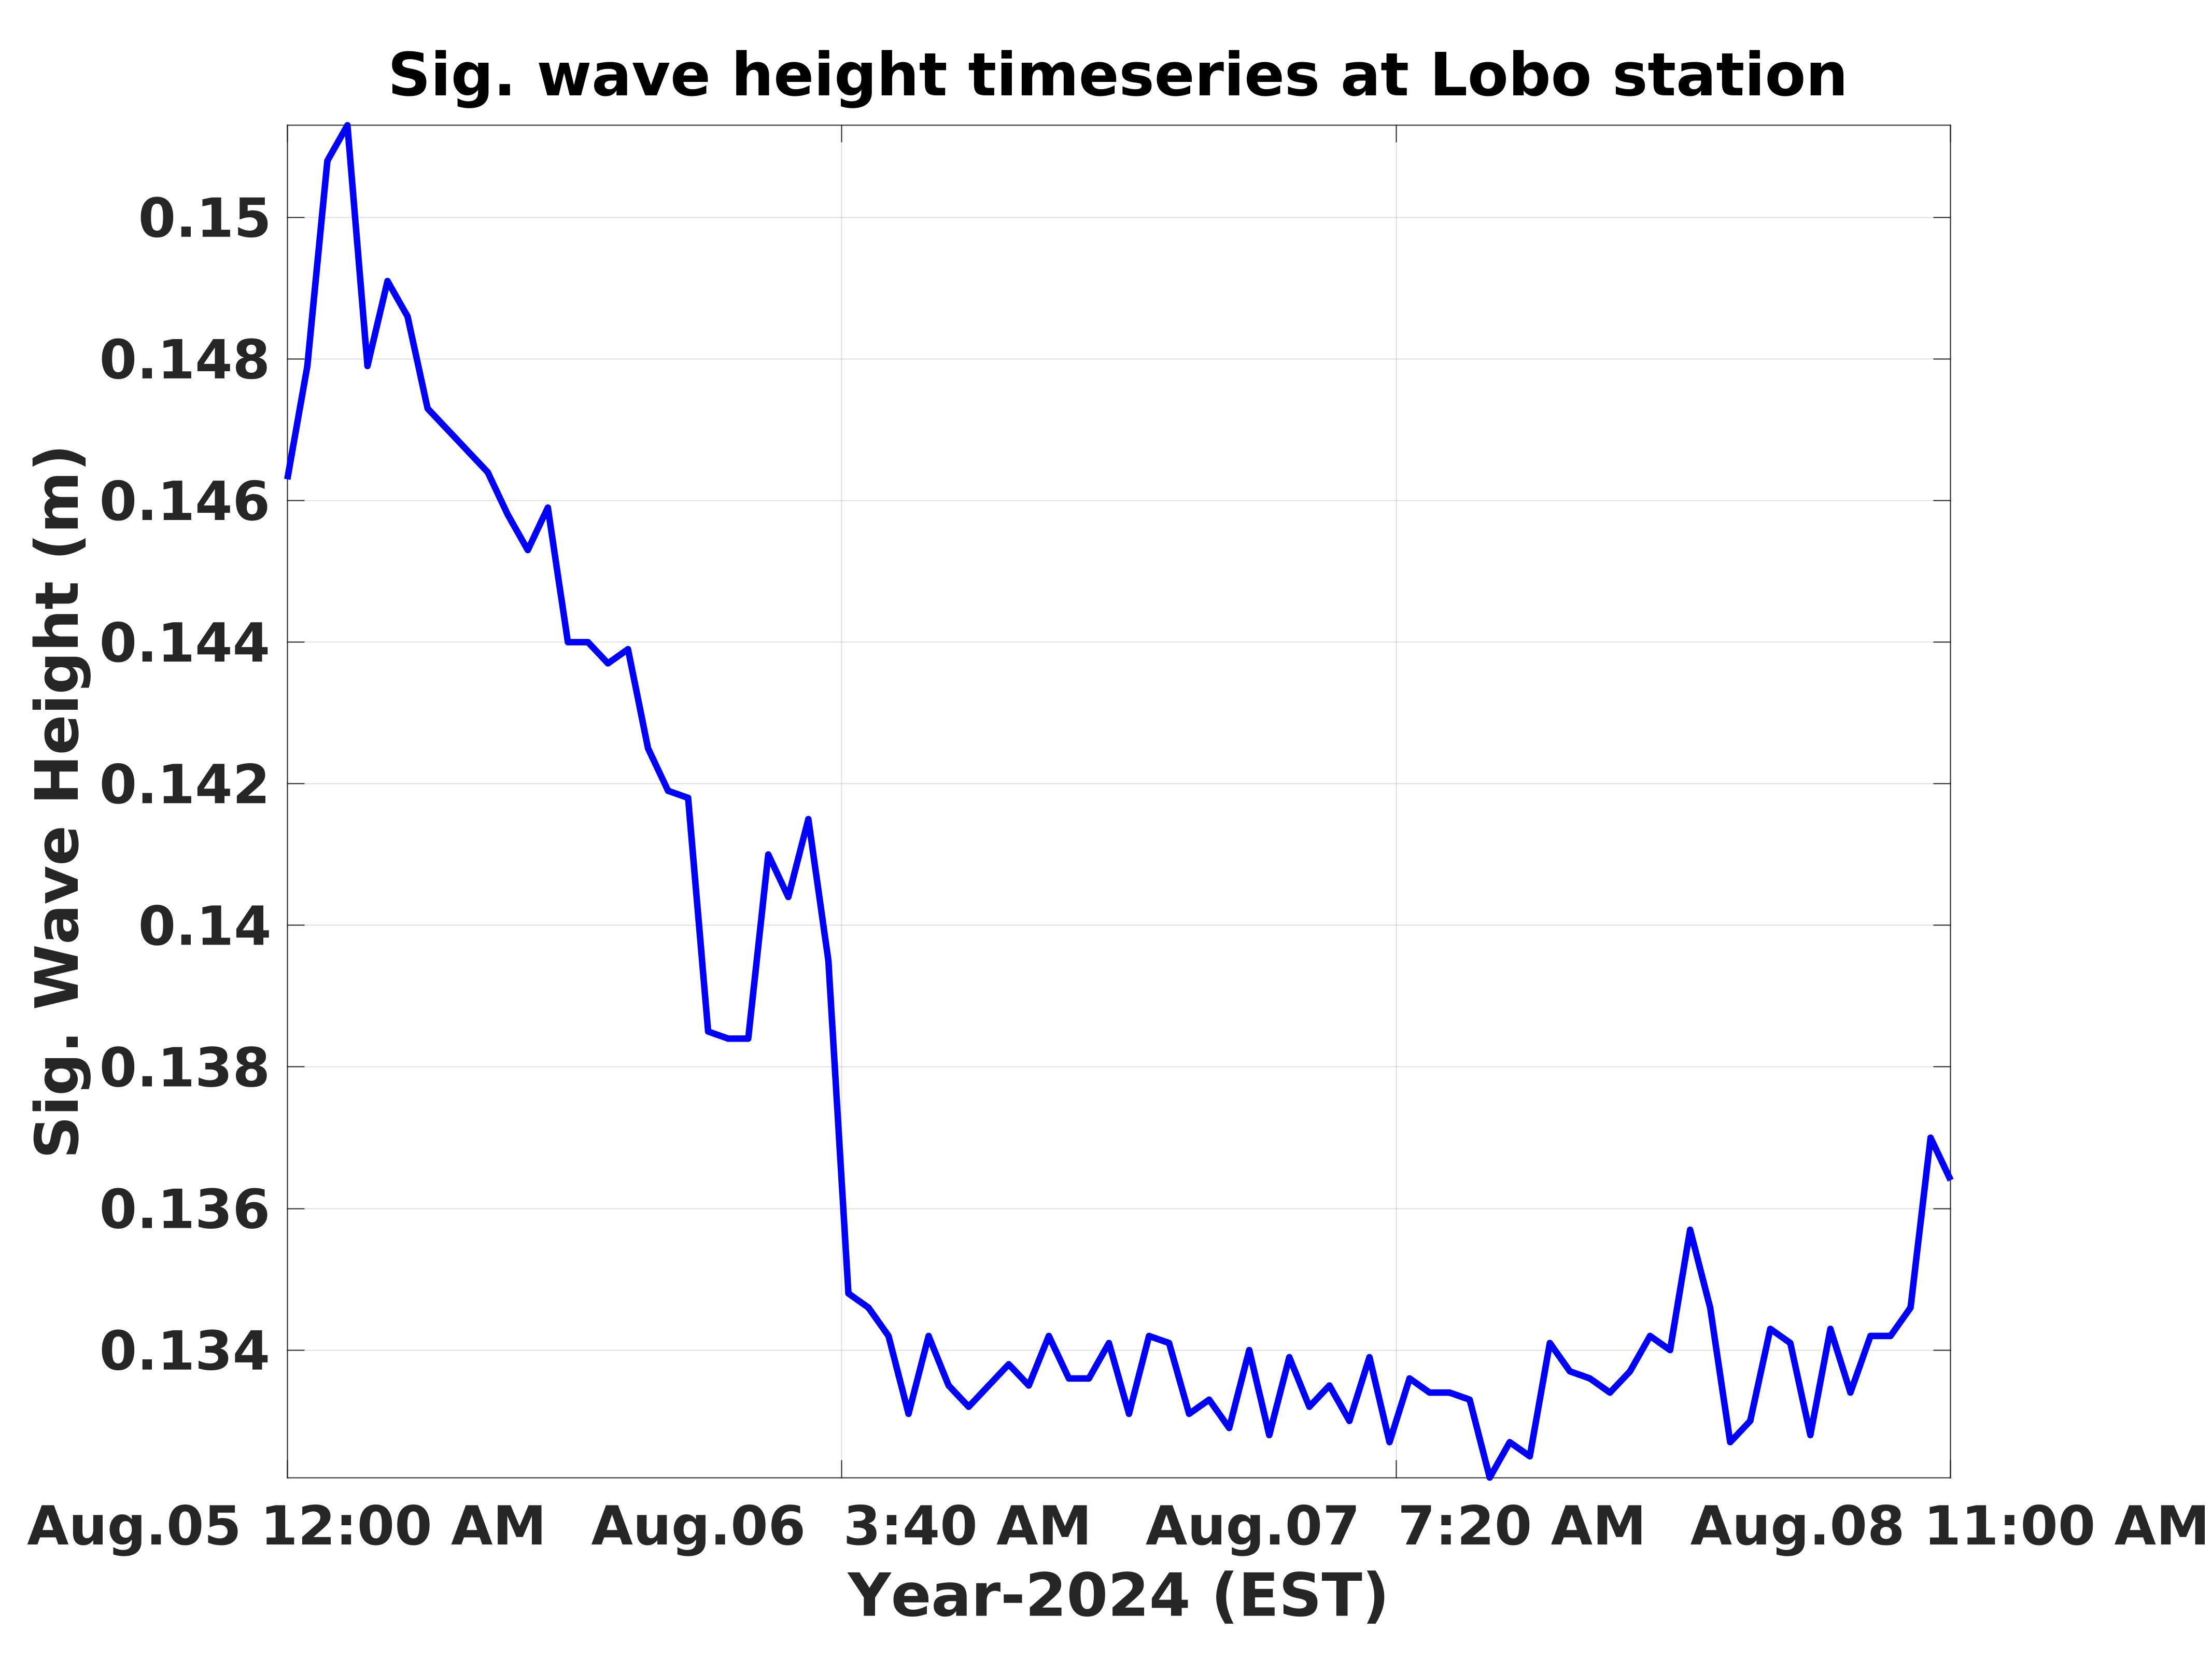 Sig. wave height timeseries at Lobo station
Sig. Wave Height (m)
0.15
0.148
0.146
0.144
0.142
0.14
0.138
0.136
0.134
Aug.05 12:00 AM Aug.06 3:40 AM Aug.07 7:20 AM Aug.08 11:00 AM
Year-2024 (EST)